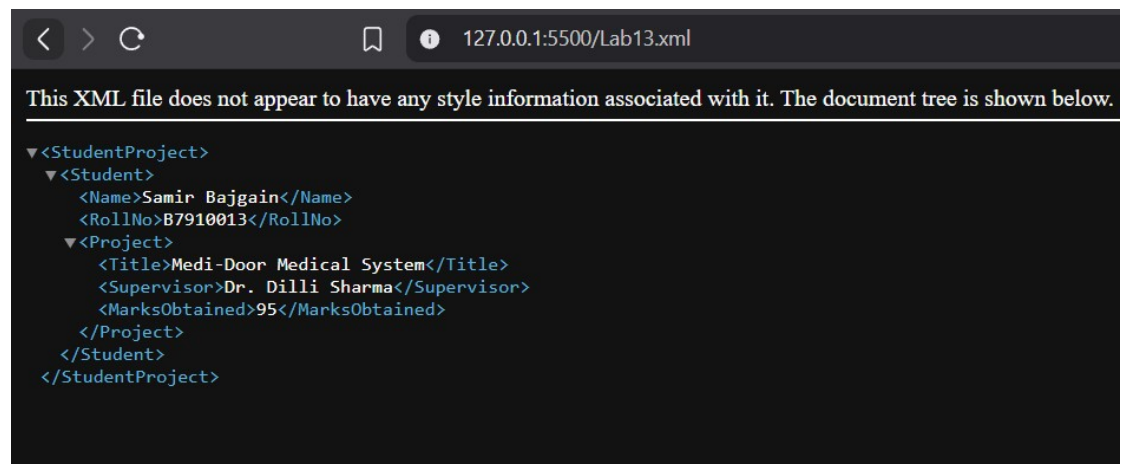 127.0.0.1:5500/Lab13.xml
This XML file does not appear to have any style information associated with it. The document tree is shown below.
▼<StudentProject>
▼<Student>
<Name>Samir Bajgain</Name>
<RollNo>B7910013</RollNo>
▼<Project>
<Title>Medi-Door Medical System</Title>
<Supervisor>Dr. Dilli Sharma</Supervisor>
<MarksObtained>95</MarksObtained>
</Project>
</Student>
</StudentProject>